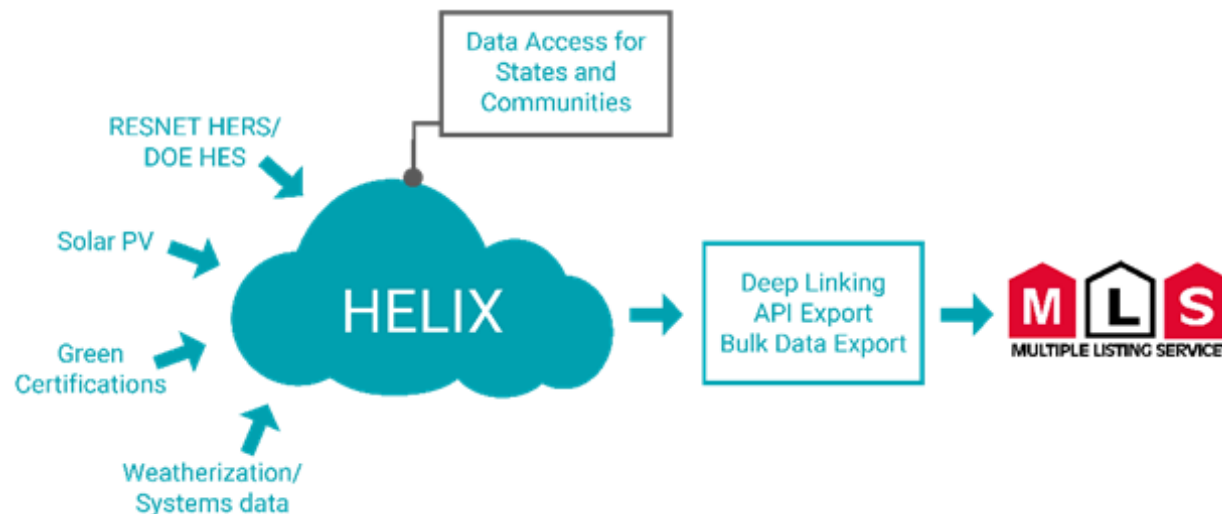 Data Access for
States and
Communities
RESNET HERS/
DOE HES
Solar PV
Green
Certifications
Weatherization/
Systems data
HELIX
Deep Linking
API Export
Bulk Data Export
M L S
MULTIPLE LISTING SERVICE